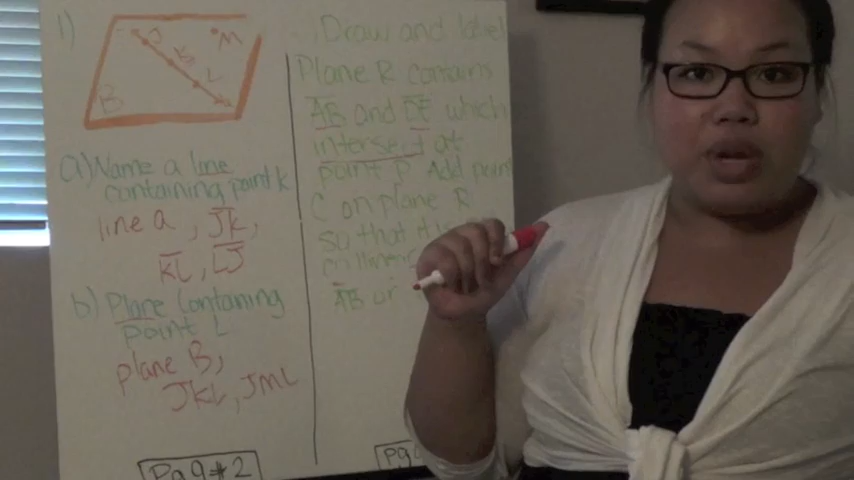 1)
J
K
L
M
B
a) Name a line
containing point K
line a, JK,
KL, LJ
b) Plane Containing
point L
plane B,
JKL, JML
Pg 9 #2
Draw and label
Plane R contains
AB and DE which
intersect at
point P. Add point
C on plane R
so that it is
AB or
Pg